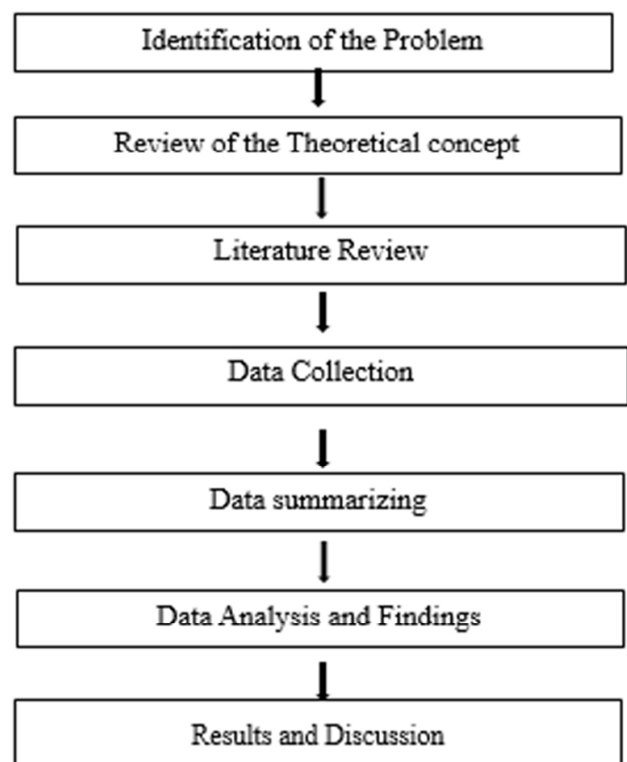 Identification of the Problem
Review of the Theoretical concept
Literature Review
Data Collection
Data summarizing
Data Analysis and Findings
Results and Discussion